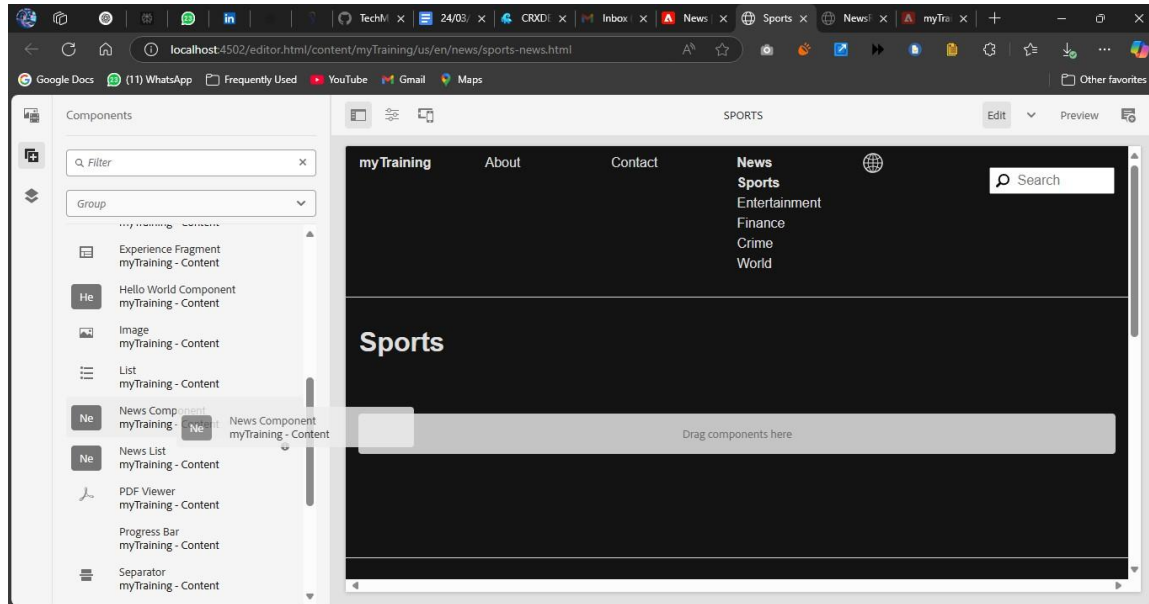 TechM
24/03/
CRXDE
Inbox
News
Sports
NewsF
myTra
localhost:4502/editor.html/content/myTraining/us/en/news/sports-news.html
Google Docs
(11) WhatsApp
Frequently Used
YouTube
Gmail
Maps
Other favorites
Components
SPORTS
Edit
Preview
Filter
Group
myTraining - Content
Experience Fragment
myTraining - Content
He
Hello World Component
myTraining - Content
Image
myTraining - Content
List
myTraining - Content
Ne
News Component
myTraining - Content
Ne
News Component
myTraining - Content
Ne
News List
myTraining - Content
PDF Viewer
myTraining - Content
Progress Bar
myTraining - Content
Separator
myTraining - Content
myTraining
About
Contact
News
Sports
Entertainment
Finance
Crime
World
Search
Sports
Drag components here